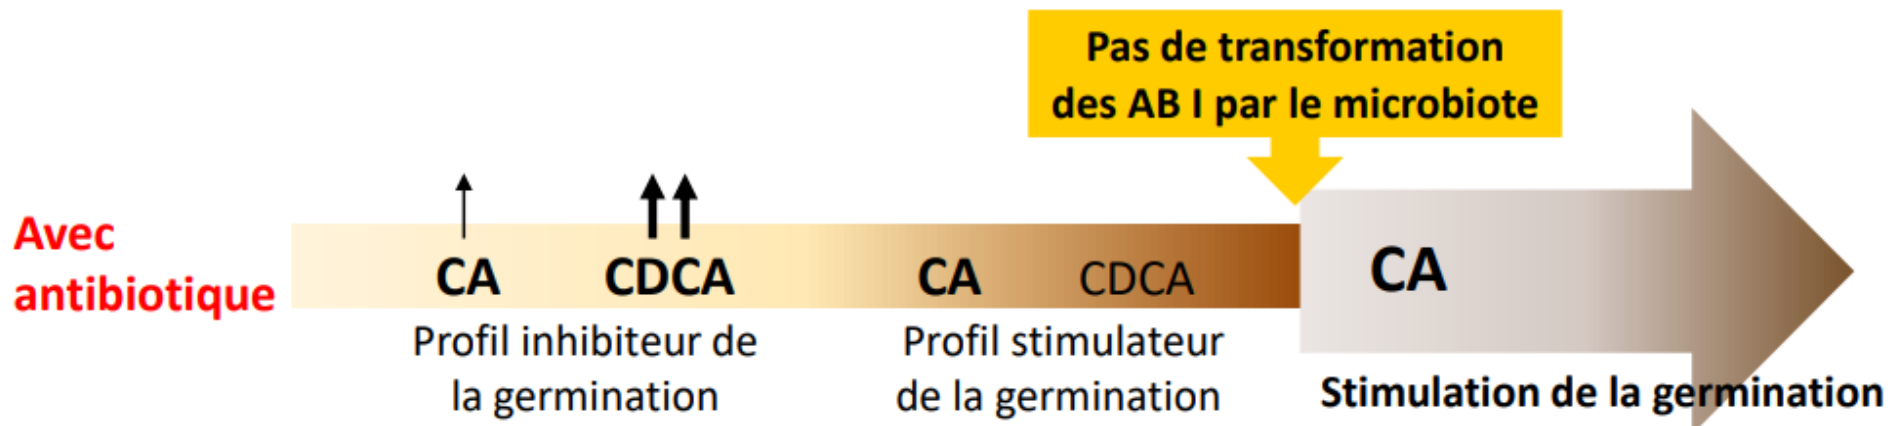 Pas de transformation
des AB I par le microbiote
Avec
antibiotique
CA
CDCA
CA
CDCA
CA
Profil inhibiteur de
la germination
Profil stimulateur
de la germination
Stimulation de la germination